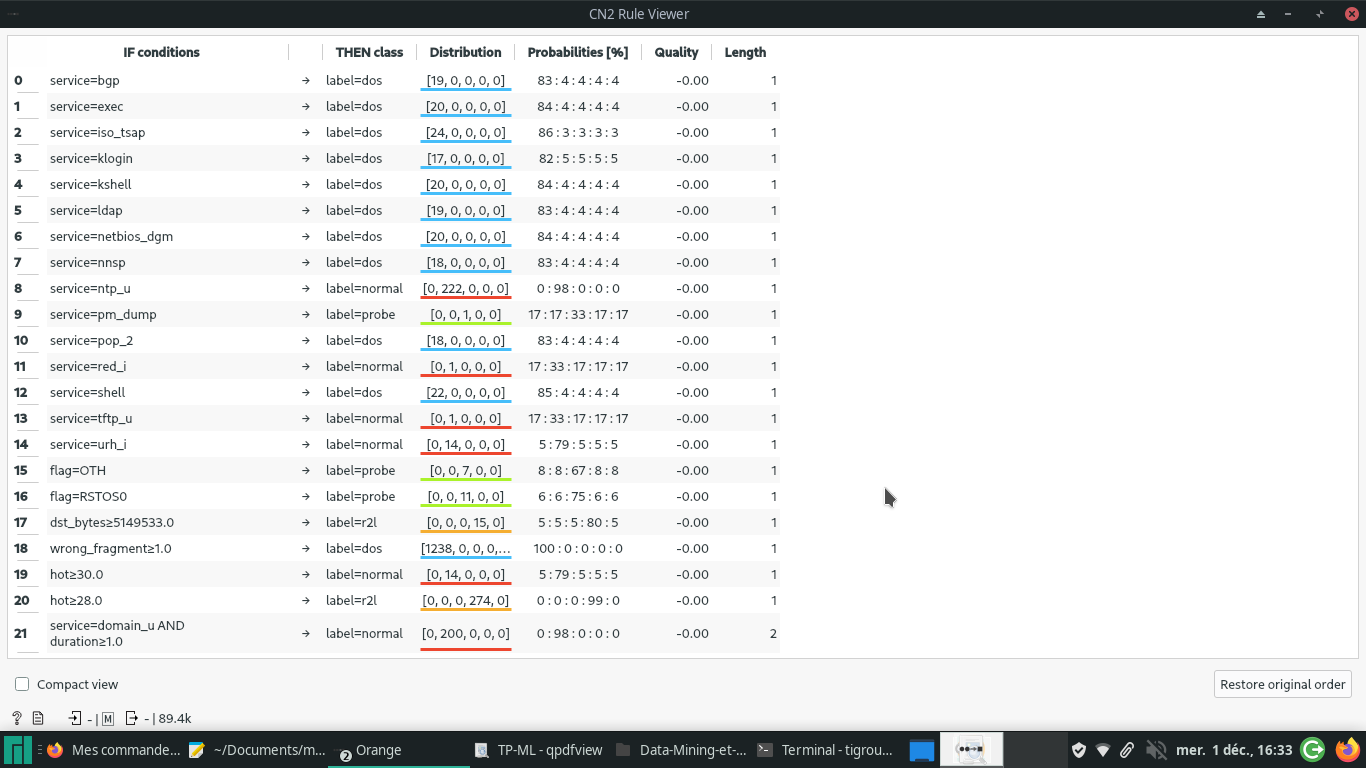 CN2 Rule Viewer
IF conditions THEN class Distribution Probabilities [%] Quality Length
0 service=bgp → label=dos [19, 0, 0, 0, 0] 83 : 4 : 4 : 4 : 4 -0.00 1
1 service=exec → label=dos [20, 0, 0, 0, 0] 84 : 4 : 4 : 4 : 4 -0.00 1
2 service=iso_tsap → label=dos [24, 0, 0, 0, 0] 86 : 3 : 3 : 3 : 3 -0.00 1
3 service=klogin → label=dos [17, 0, 0, 0, 0] 82 : 5 : 5 : 5 : 5 -0.00 1
4 service=kshell → label=dos [20, 0, 0, 0, 0] 84 : 4 : 4 : 4 : 4 -0.00 1
5 service=ldap → label=dos [19, 0, 0, 0, 0] 83 : 4 : 4 : 4 : 4 -0.00 1
6 service=netbios_dgm → label=dos [20, 0, 0, 0, 0] 84 : 4 : 4 : 4 : 4 -0.00 1
7 service=nnsp → label=dos [18, 0, 0, 0, 0] 83 : 4 : 4 : 4 : 4 -0.00 1
8 service=ntp_u → label=normal [0, 222, 0, 0, 0] 0 : 98 : 0 : 0 : 0 -0.00 1
9 service=pm_dump → label=probe [0, 0, 1, 0, 0] 17 : 17 : 33 : 17 : 17 -0.00 1
10 service=pop_2 → label=dos [18, 0, 0, 0, 0] 83 : 4 : 4 : 4 : 4 -0.00 1
11 service=red_i → label=normal [0, 1, 0, 0, 0] 17 : 33 : 17 : 17 : 17 -0.00 1
12 service=shell → label=dos [22, 0, 0, 0, 0] 85 : 4 : 4 : 4 : 4 -0.00 1
13 service=tftp_u → label=normal [0, 1, 0, 0, 0] 17 : 33 : 17 : 17 : 17 -0.00 1
14 service=urh_i → label=normal [0, 14, 0, 0, 0] 5 : 79 : 5 : 5 : 5 -0.00 1
15 flag=OTH → label=probe [0, 0, 7, 0, 0] 8 : 8 : 67 : 8 : 8 -0.00 1
16 flag=RSTOS0 → label=probe [0, 0, 11, 0, 0] 6 : 6 : 75 : 6 : 6 -0.00 1
17 dst_bytes≥5149533.0 → label=r2l [0, 0, 0, 15, 0] 5 : 5 : 5 : 80 : 5 -0.00 1
18 wrong_fragment≥1.0 → label=dos [1238, 0, 0, 0,... 100 : 0 : 0 : 0 : 0 -0.00 1
19 hot≥30.0 → label=normal [0, 14, 0, 0, 0] 5 : 79 : 5 : 5 : 5 -0.00 1
20 hot≥28.0 → label=r2l [0, 0, 0, 274, 0] 0 : 0 : 0 : 99 : 0 -0.00 1
21 service=domain_u AND
duration≥1.0 → label=normal [0, 200, 0, 0, 0] 0 : 98 : 0 : 0 : 0 -0.00 2
Compact view Restore original order
? - | M - | 89.4k
Mes commande... ~/Documents/m... 2 Orange TP-ML - qpdfview Data-Mining-et-... Terminal - tigrou... mer. 1 déc., 16:33